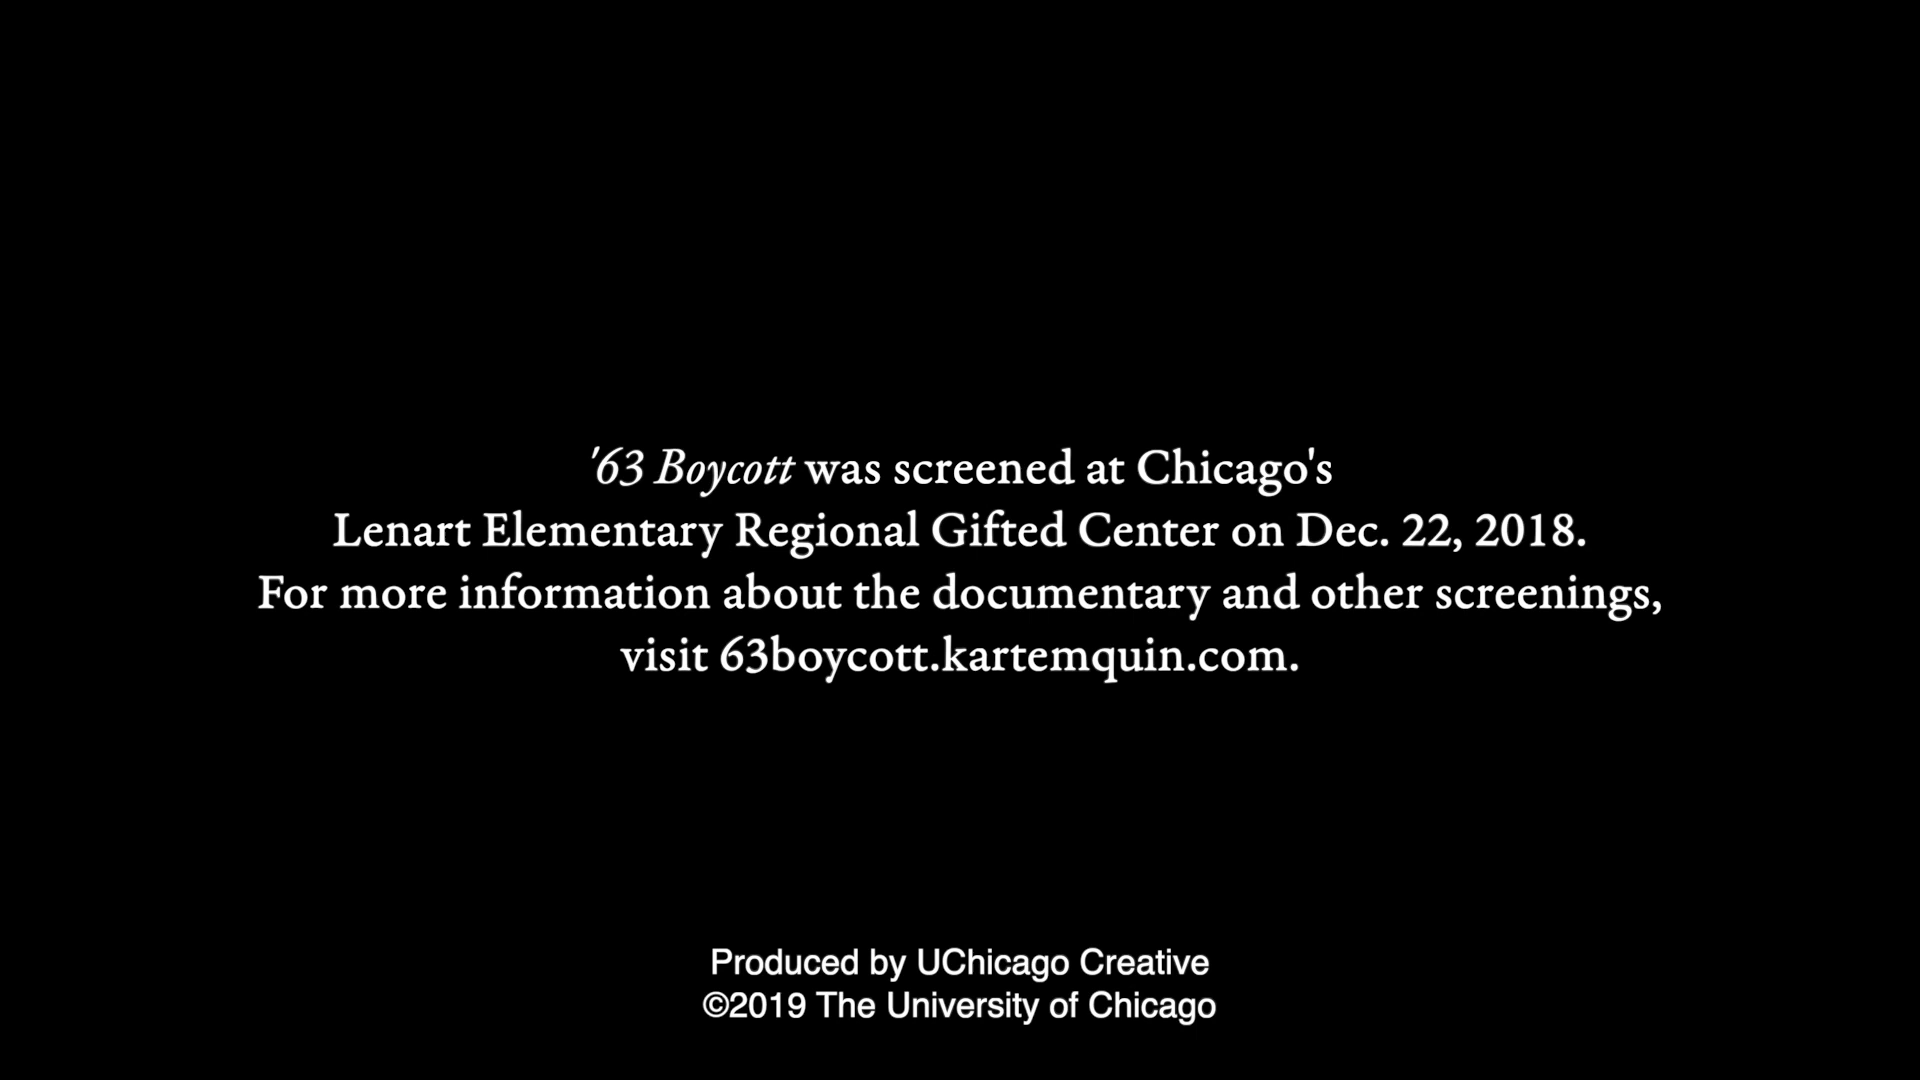 '63 Boycott was screened at Chicago's
Lenart Elementary Regional Gifted Center on Dec. 22, 2018.
For more information about the documentary and other screenings,
visit 63boycott.kartemquin.com.
Produced by UChicago Creative
©2019 The University of Chicago